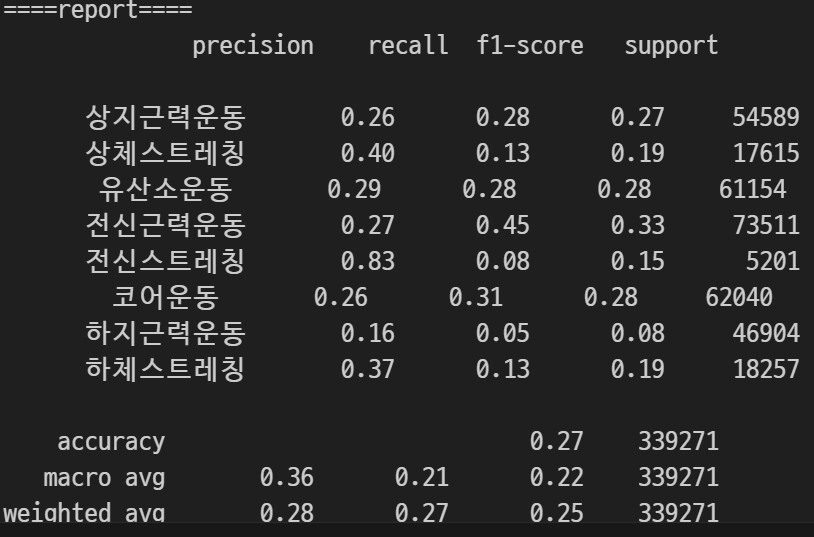 ====report====
precision recall f1-score support
상지근력운동 0.26 0.28 0.27 54589
상체스트레칭 0.40 0.13 0.19 17615
유산소운동 0.29 0.28 0.28 61154
전신근력운동 0.27 0.45 0.33 73511
전신스트레칭 0.83 0.08 0.15 5201
코어운동 0.26 0.31 0.28 62040
하지근력운동 0.16 0.05 0.08 46904
하체스트레칭 0.37 0.13 0.19 18257
accuracy 0.27 339271
macro avg 0.36 0.21 0.22 339271
weighted avg 0.28 0.27 0.25 339271